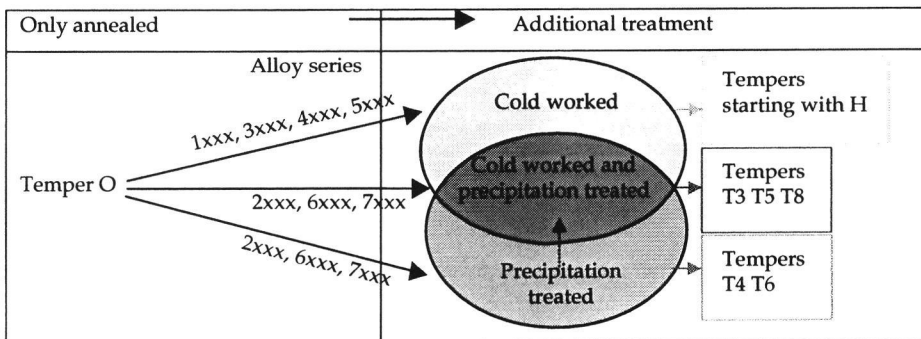 Only annealed
Additional treatment
Alloy series
1xxx, 3xxx, 4xxx, 5xxx
Cold worked
Tempers
starting with H
Temper O
2xxx, 6xxx, 7xxx
Cold worked and
precipitation treated
Tempers
T3 T5 T8
2xxx, 6xxx, 7xxx
Precipitation
treated
Tempers
T4 T6